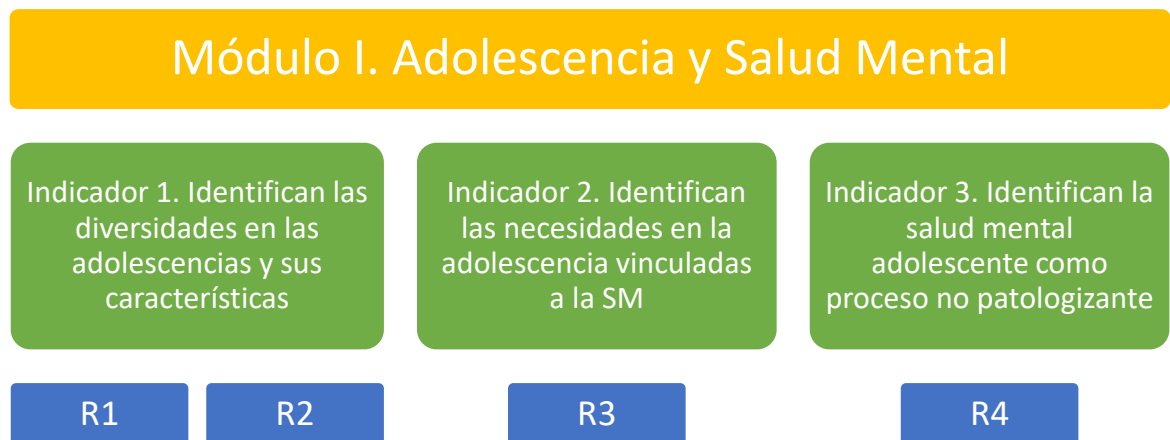 Módulo I. Adolescencia y Salud Mental
Indicador 1. Identifican las
diversidades en las
adolescencias y sus
características
Indicador 2. Identifican
las necesidades en la
adolescencia vinculadas
a la SM
Indicador 3. Identifican la
salud mental
adolescente como
proceso no patologizante
R1
R2
R3
R4